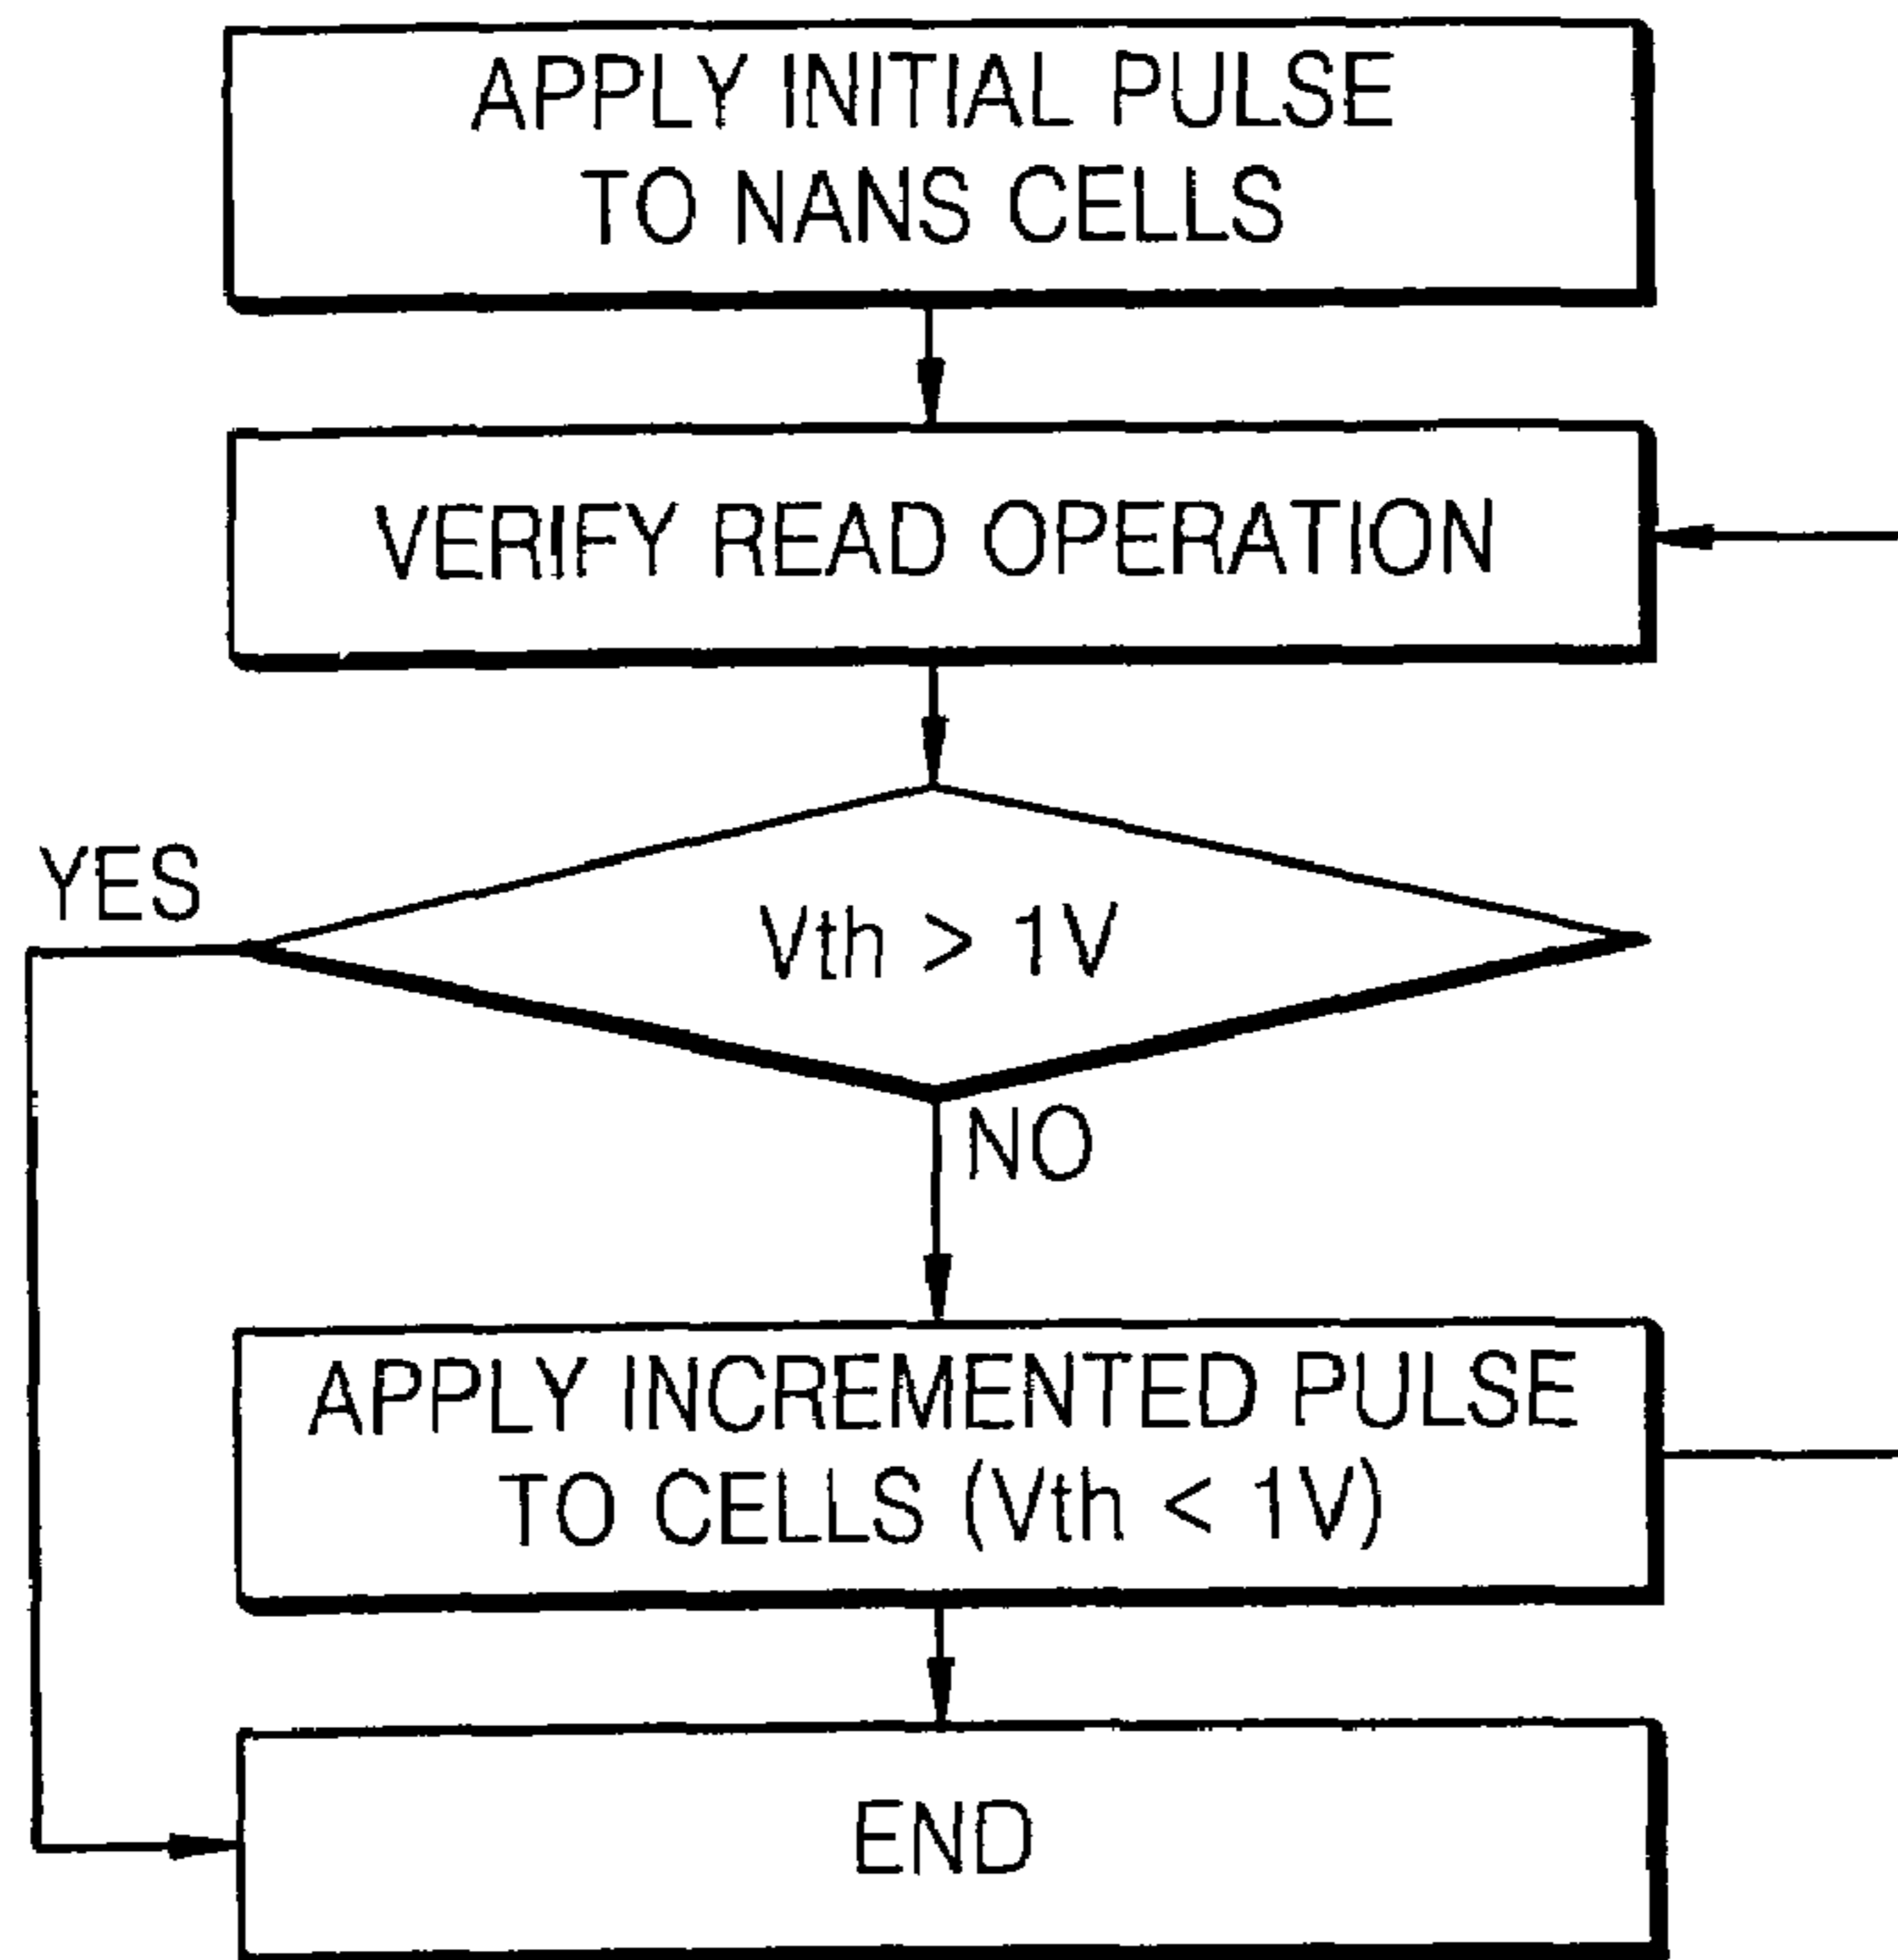 APPLY INITIAL PULSE
TO NANS CELLS
VERIFY READ OPERATION
YES
Vth > 1V
NO
APPLY INCREMENTED PULSE
TO CELLS (Vth < 1V)
END